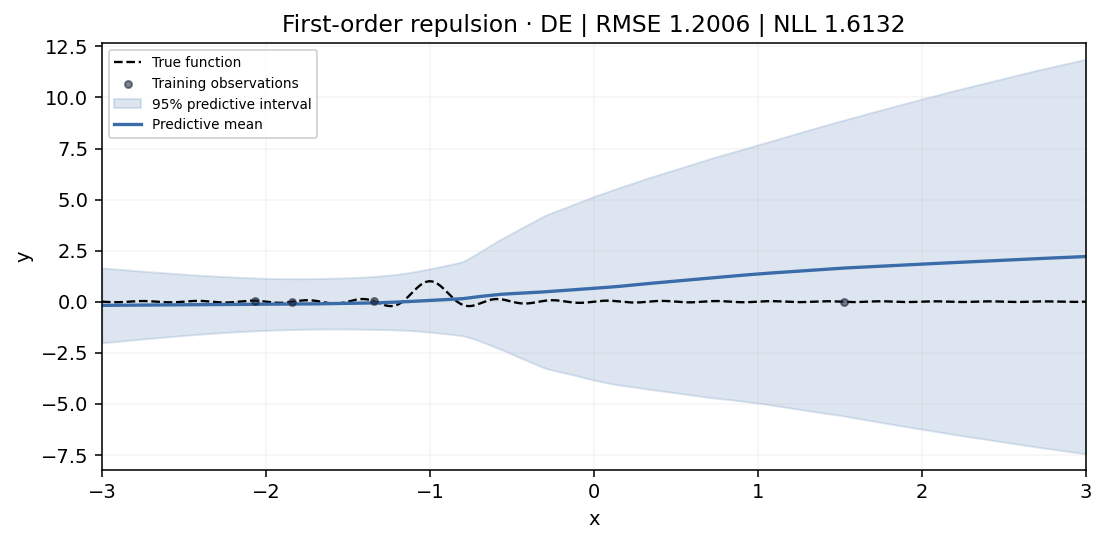 First-order repulsion · DE | RMSE 1.2006 | NLL 1.6132
12.5
10.0
7.5
5.0
2.5
0.0
−2.5
−5.0
−7.5
y
True function
Training observations
95% predictive interval
Predictive mean
−3
−2
−1
0
1
2
3
x